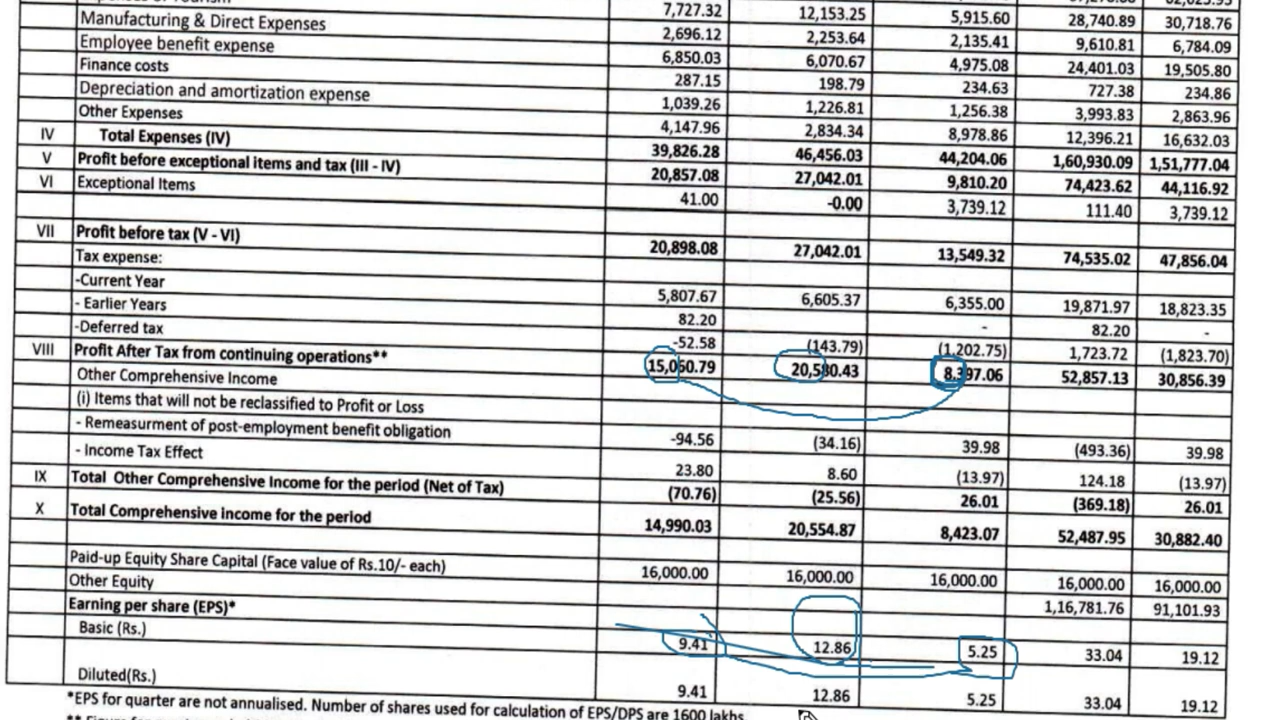 7,727.32 12,153.25 5,915.60 28,740.89 30,718.76
Manufacturing & Direct Expenses 2,696.12 2,253.64 2,135.41 9,610.81 6,784.09
Employee benefit expense 6,850.03 6,070.67 4,975.08 24,401.03 19,505.80
Finance costs 287.15 198.79 234.63 727.38 234.86
Depreciation and amortization expense 1,039.26 1,226.81 1,256.38 3,993.83 2,863.96
Other Expenses 4,147.96 2,834.34 8,978.86 12,396.21 16,632.03
IV Total Expenses (IV) 39,826.28 46,456.03 44,204.06 1,60,930.09 1,51,777.04
V Profit before exceptional items and tax (III - IV) 20,857.08 27,042.01 9,810.20 74,423.62 44,116.92
VI Exceptional Items 41.00 -0.00 3,739.12 111.40 3,739.12
VII Profit before tax (V - VI) 20,898.08 27,042.01 13,549.32 74,535.02 47,856.04
Tax expense:
-Current Year 5,807.67 6,605.37 6,355.00 19,871.97 18,823.35
- Earlier Years 82.20 - 82.20 -
-Deferred tax -52.58 (143.79) (1,202.75) 1,723.72 (1,823.70)
VIII Profit After Tax from continuing operations** 15,060.79 20,580.43 8,397.06 52,857.13 30,856.39
Other Comprehensive Income
(i) Items that will not be reclassified to Profit or Loss
- Remeasurment of post-employment benefit obligation -94.56 (34.16) 39.98 (493.36) 39.98
- Income Tax Effect 23.80 8.60 (13.97) 124.18 (13.97)
IX Total Other Comprehensive Income for the period (Net of Tax) (70.76) (25.56) 26.01 (369.18) 26.01
X Total Comprehensive income for the period 14,990.03 20,554.87 8,423.07 52,487.95 30,882.40
Paid-up Equity Share Capital (Face value of Rs.10/- each) 16,000.00 16,000.00 16,000.00 16,000.00 16,000.00
Other Equity 1,16,781.76 91,101.93
Earning per share (EPS)*
Basic (Rs.) 9.41 12.86 5.25 33.04 19.12
Diluted(Rs.) 9.41 12.86 5.25 33.04 19.12
*EPS for quarter are not annualised. Number of shares used for calculation of EPS/DPS are 1600 lakhs